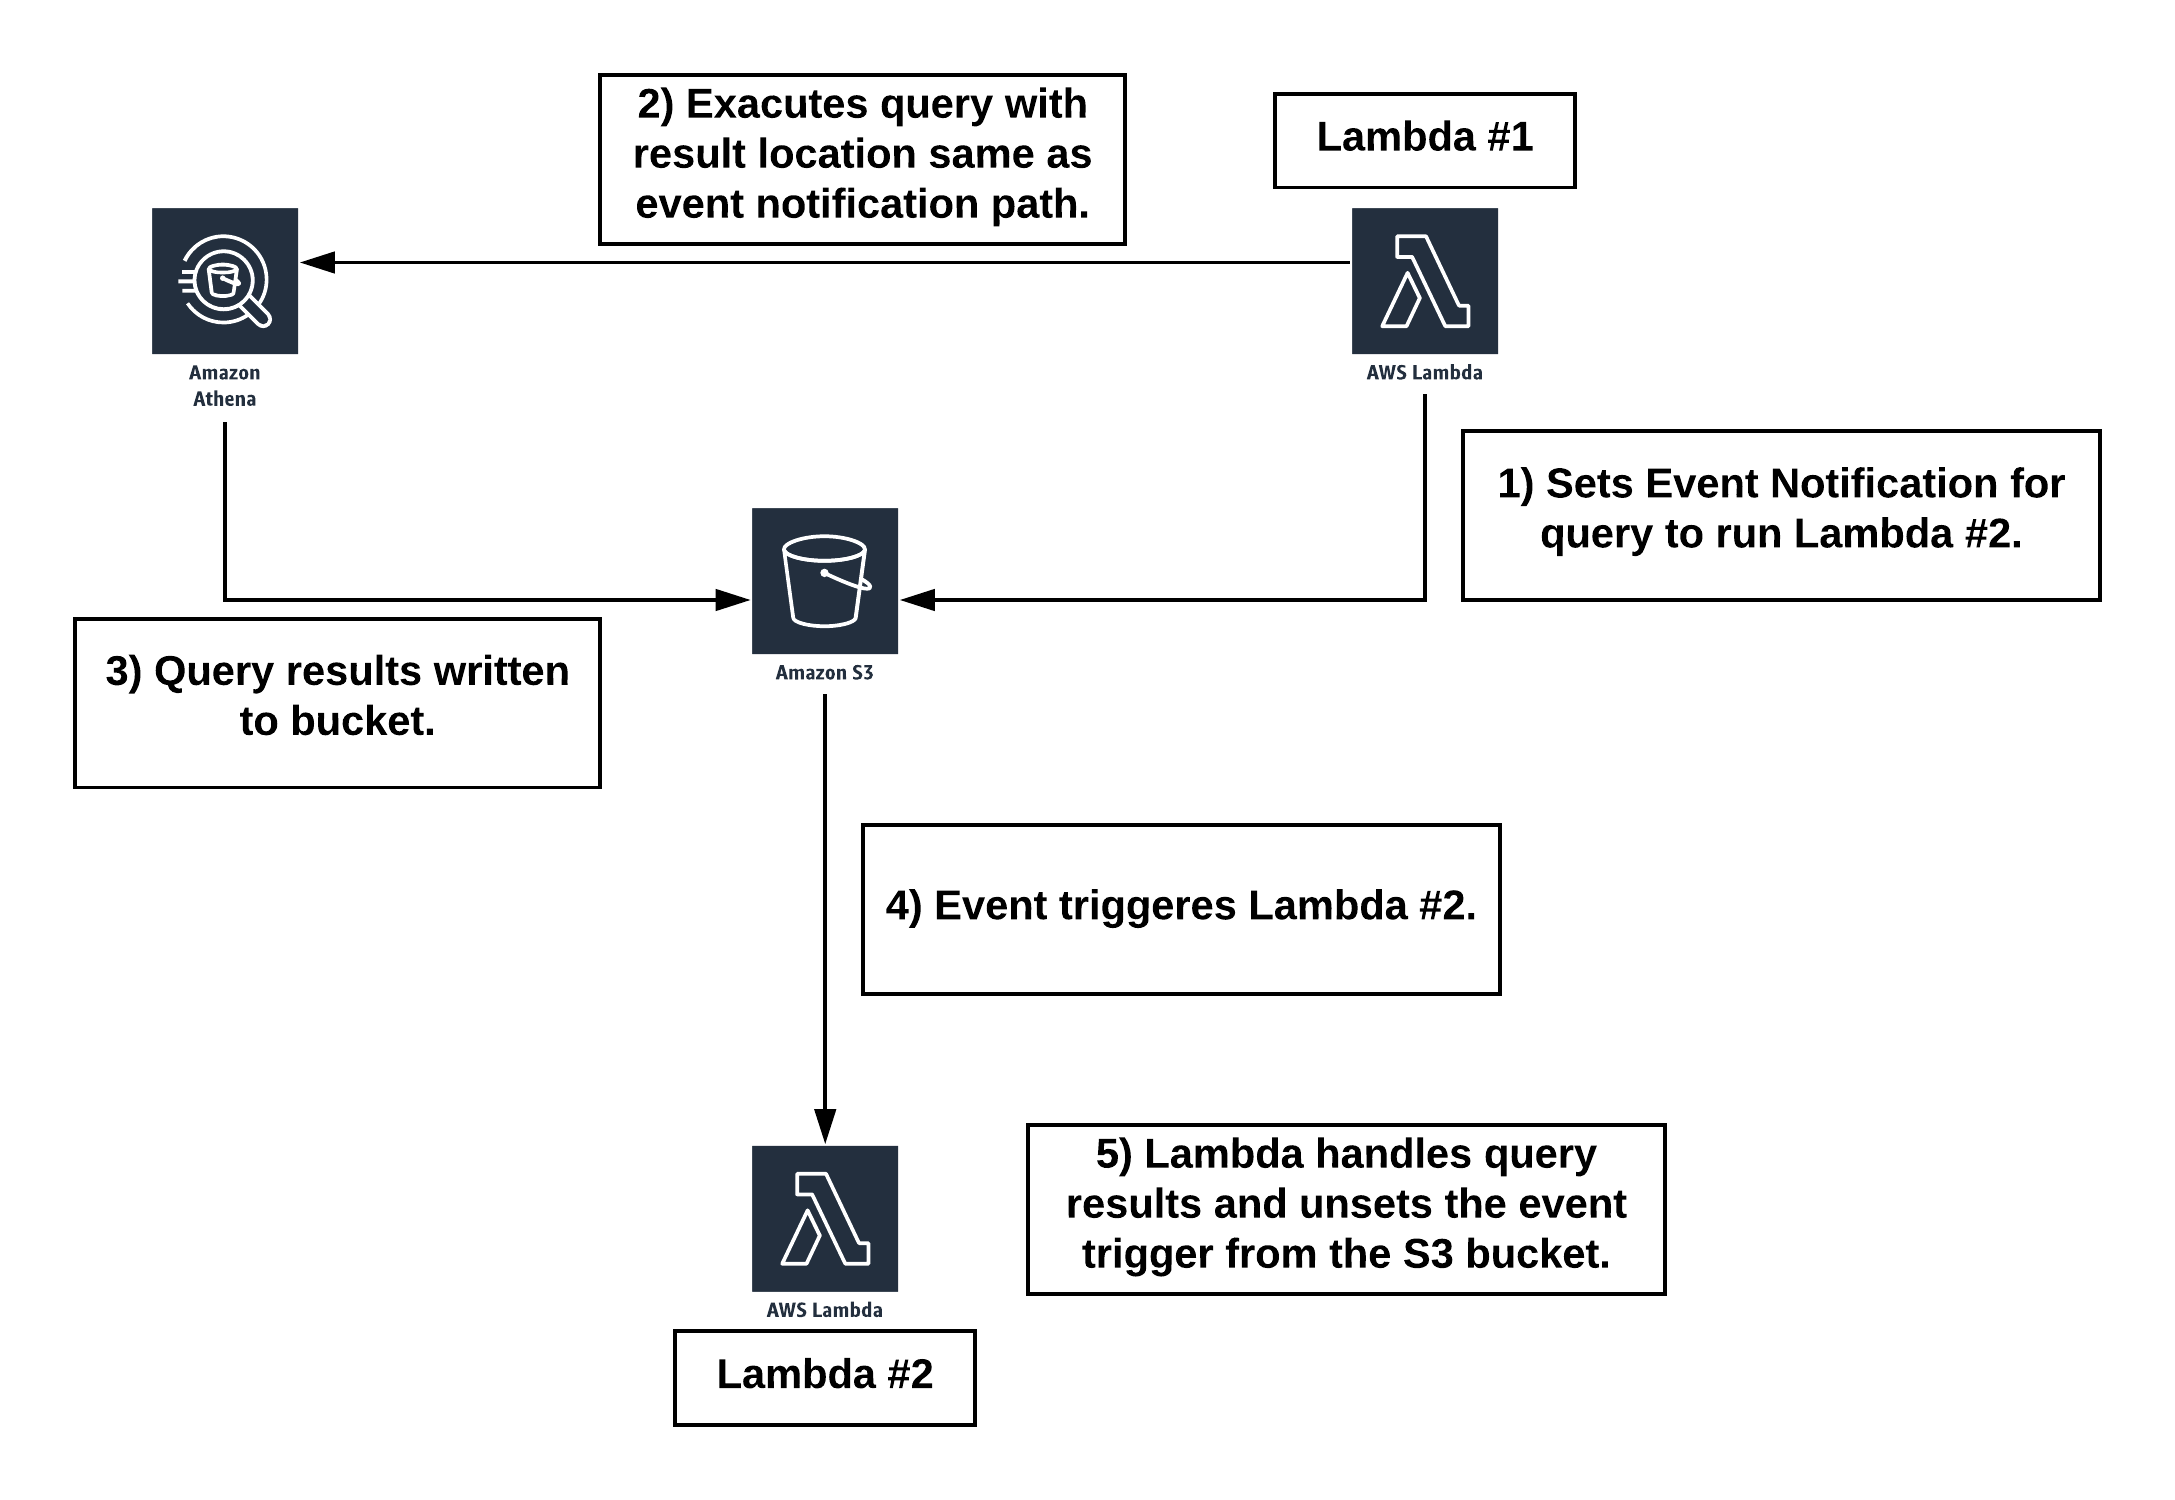 2) Exacutes query with
result location same as
event notification path.
Lambda #1
Amazon
Athena
AWS Lambda
1) Sets Event Notification for
query to run Lambda #2.
Amazon S3
3) Query results written
to bucket.
4) Event triggeres Lambda #2.
5) Lambda handles query
results and unsets the event
trigger from the S3 bucket.
AWS Lambda
Lambda #2